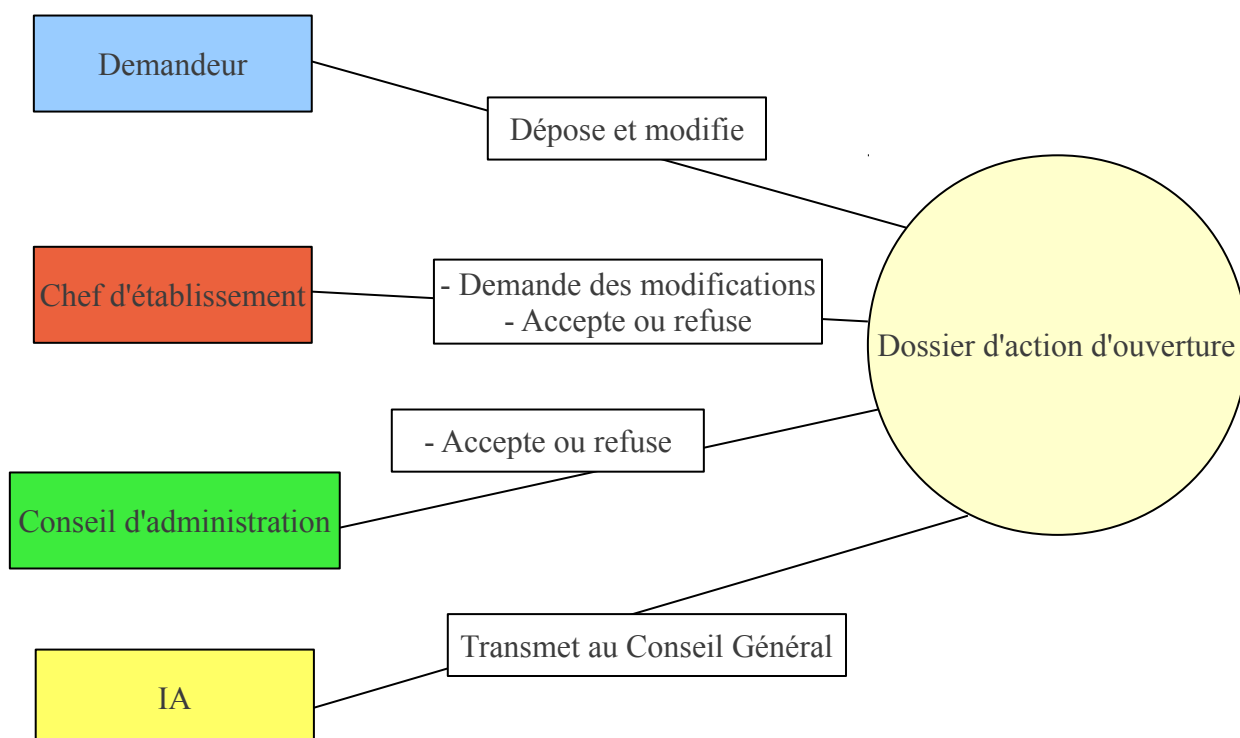 Demandeur
Dépose et modifie
Chef d'établissement
- Demande des modifications
- Accepte ou refuse
Dossier d'action d'ouverture
- Accepte ou refuse
Conseil d'administration
Transmet au Conseil Général
IA